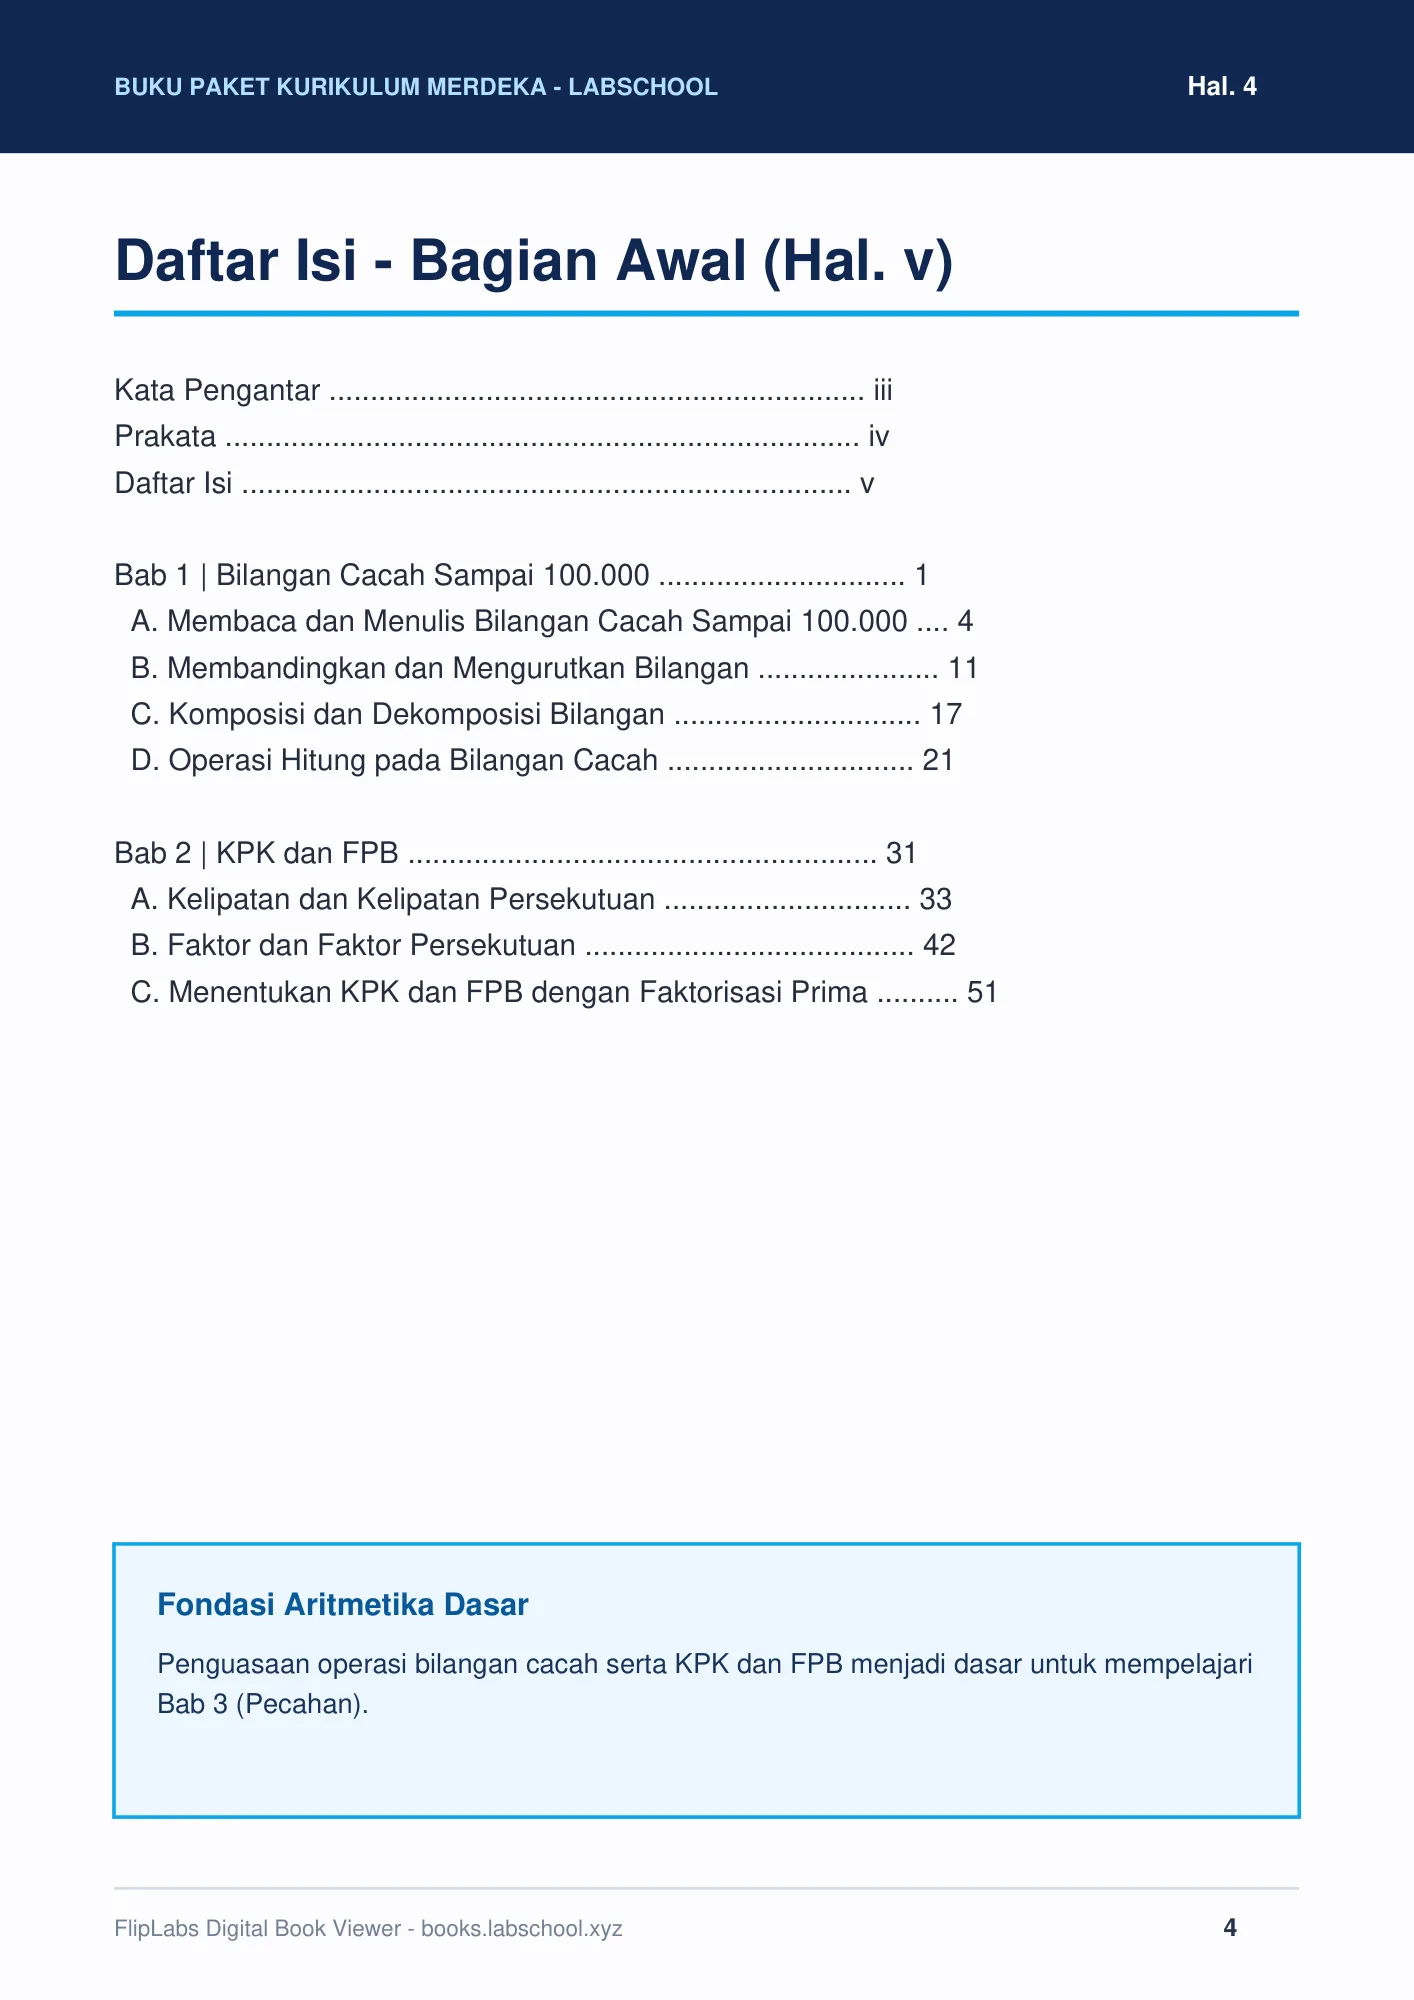 BUKU PAKET KURIKULUM MERDEKA - LABSCHOOL
Hal. 4
Daftar Isi - Bagian Awal (Hal. v)
Kata Pengantar ................................................................. iii
Prakata ............................................................................. iv
Daftar Isi .......................................................................... v
Bab 1 | Bilangan Cacah Sampai 100.000 .............................. 1
A. Membaca dan Menulis Bilangan Cacah Sampai 100.000 .... 4
B. Membandingkan dan Mengurutkan Bilangan ...................... 11
C. Komposisi dan Dekomposisi Bilangan .............................. 17
D. Operasi Hitung pada Bilangan Cacah .............................. 21
Bab 2 | KPK dan FPB ......................................................... 31
A. Kelipatan dan Kelipatan Persekutuan .............................. 33
B. Faktor dan Faktor Persekutuan ........................................ 42
C. Menentukan KPK dan FPB dengan Faktorisasi Prima .......... 51
Fondasi Aritmetika Dasar
Penguasaan operasi bilangan cacah serta KPK dan FPB menjadi dasar untuk mempelajari
Bab 3 (Pecahan).
FlipLabs Digital Book Viewer - books.labschool.xyz
4